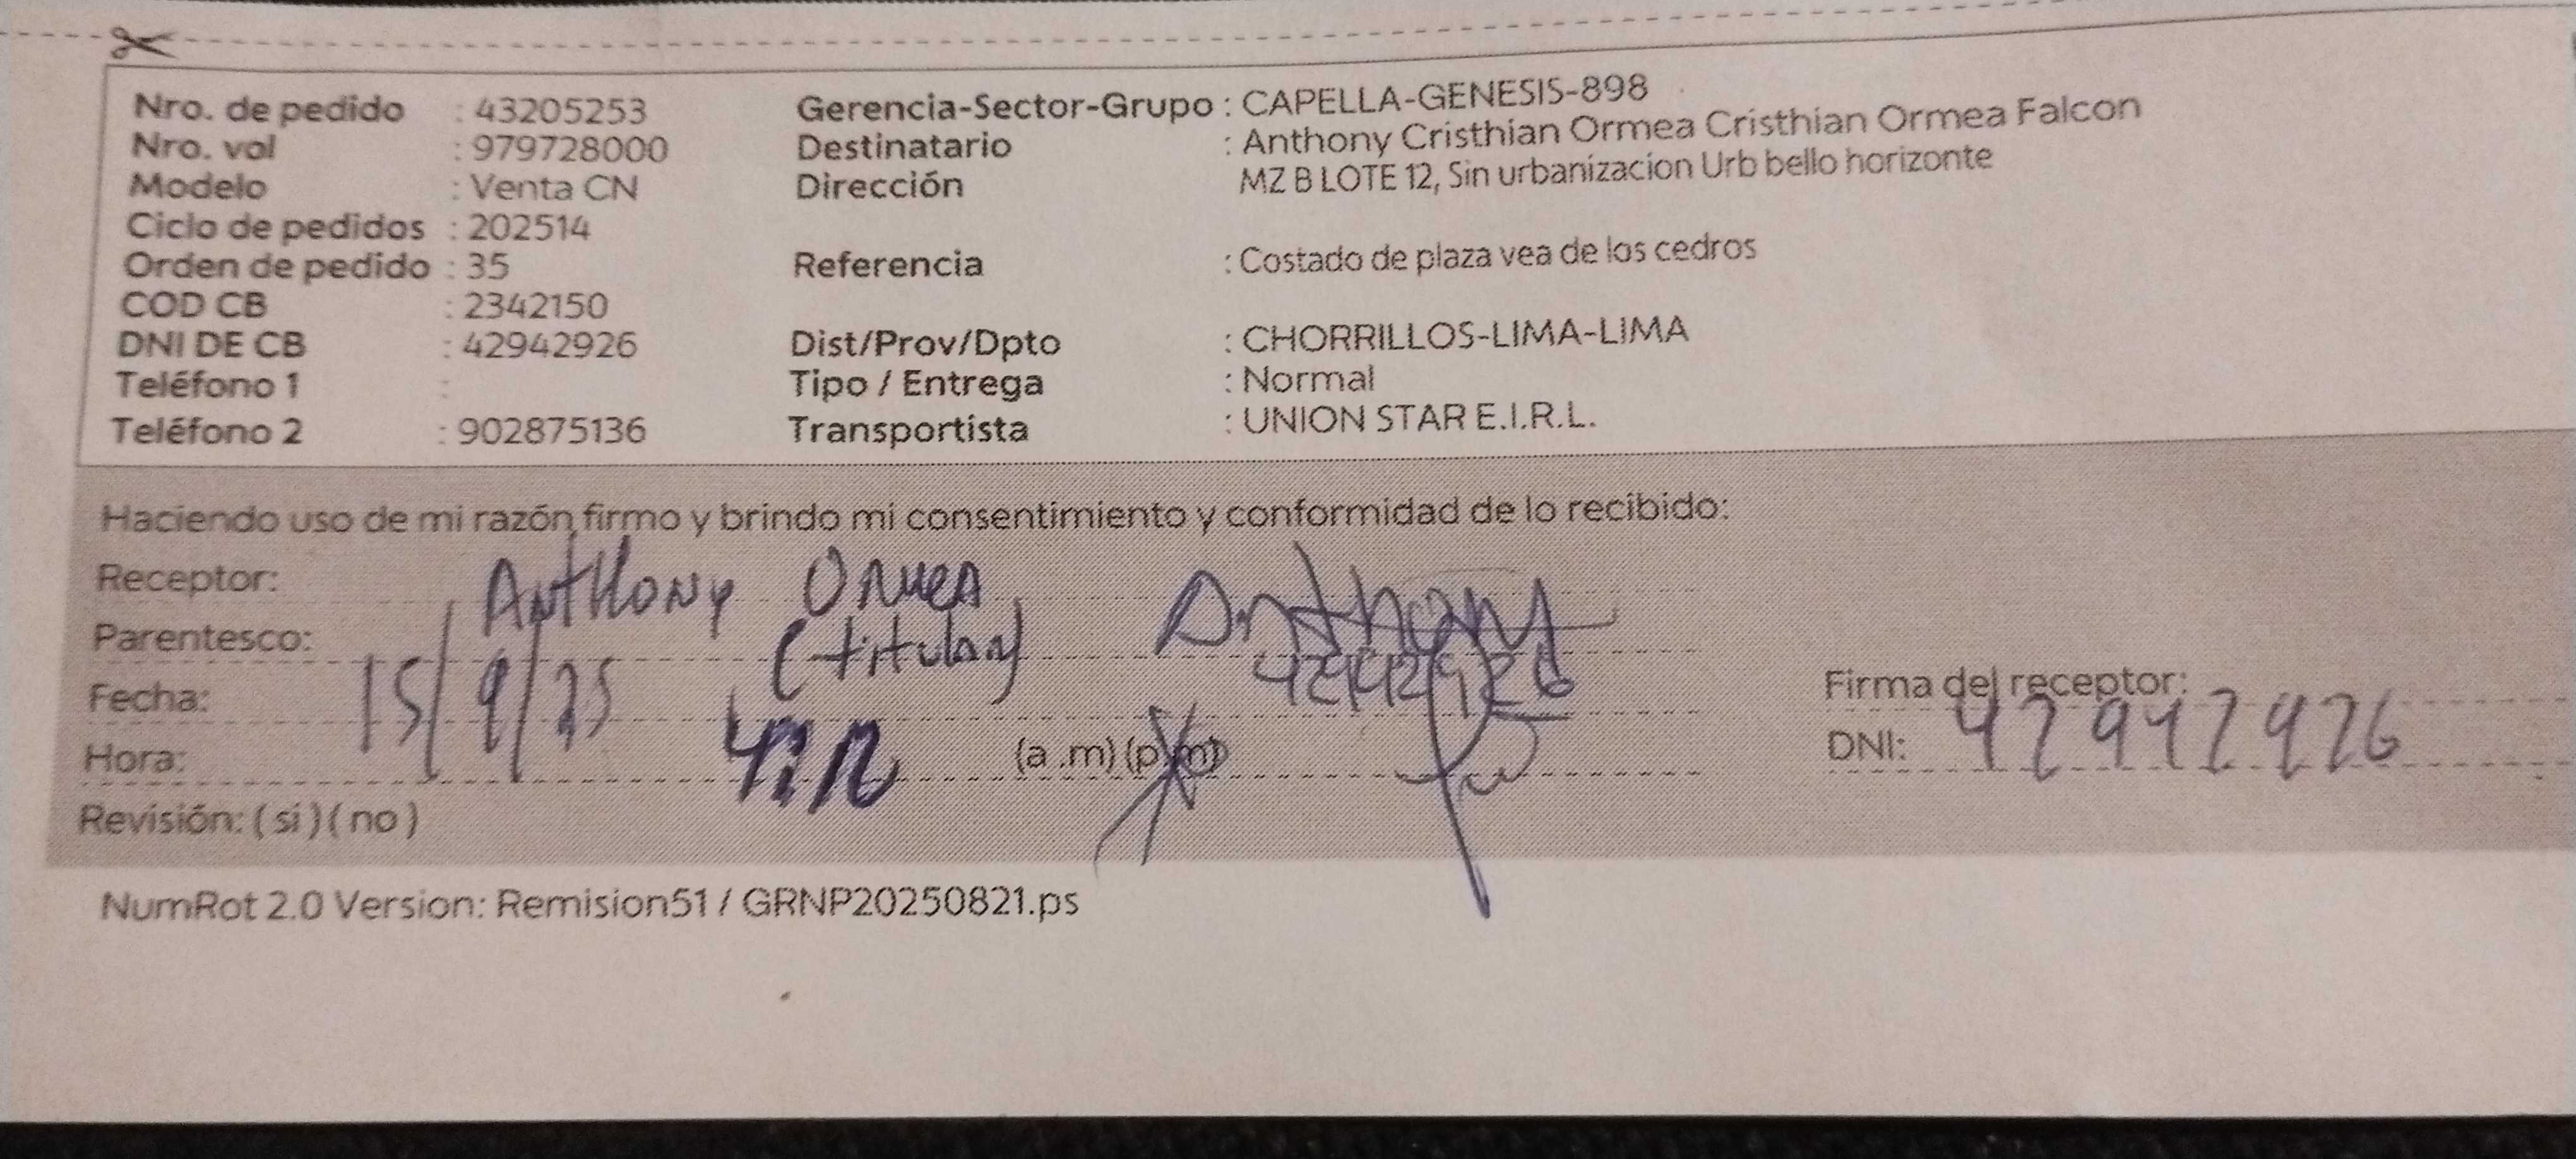 Nro. de pedido : 43205253 Gerencia-Sector-Grupo : CAPELLA-GENESIS-898
Nro. vol : 979728000 Destinatario : Anthony Cristhian Ormea Cristhian Ormea Falcon
Modelo : Venta CN Dirección MZ B LOTE 12, Sin urbanizacion Urb bello horizonte
Ciclo de pedidos : 202514
Orden de pedido : 35 Referencia : Costado de plaza vea de los cedros
COD CB : 2342150
DNI DE CB : 42942926 Dist/Prov/Dpto : CHORRILLOS-LIMA-LIMA
Teléfono 1 : Tipo / Entrega : Normal
Teléfono 2 : 902875136 Transportista : UNION STAR E.I.R.L.
Haciendo uso de mi razón firmo y brindo mi consentimiento y conformidad de lo recibido:
Receptor: Anthony Ormea Anthony
Parentesco: (titular) 42942926
Fecha: 15/9/25 Firma del receptor:
Hora: (a .m) (p.m) DNI: 42942926
Revisión: ( si ) ( no )
NumRot 2.0 Version: Remision51 / GRNP20250821.ps